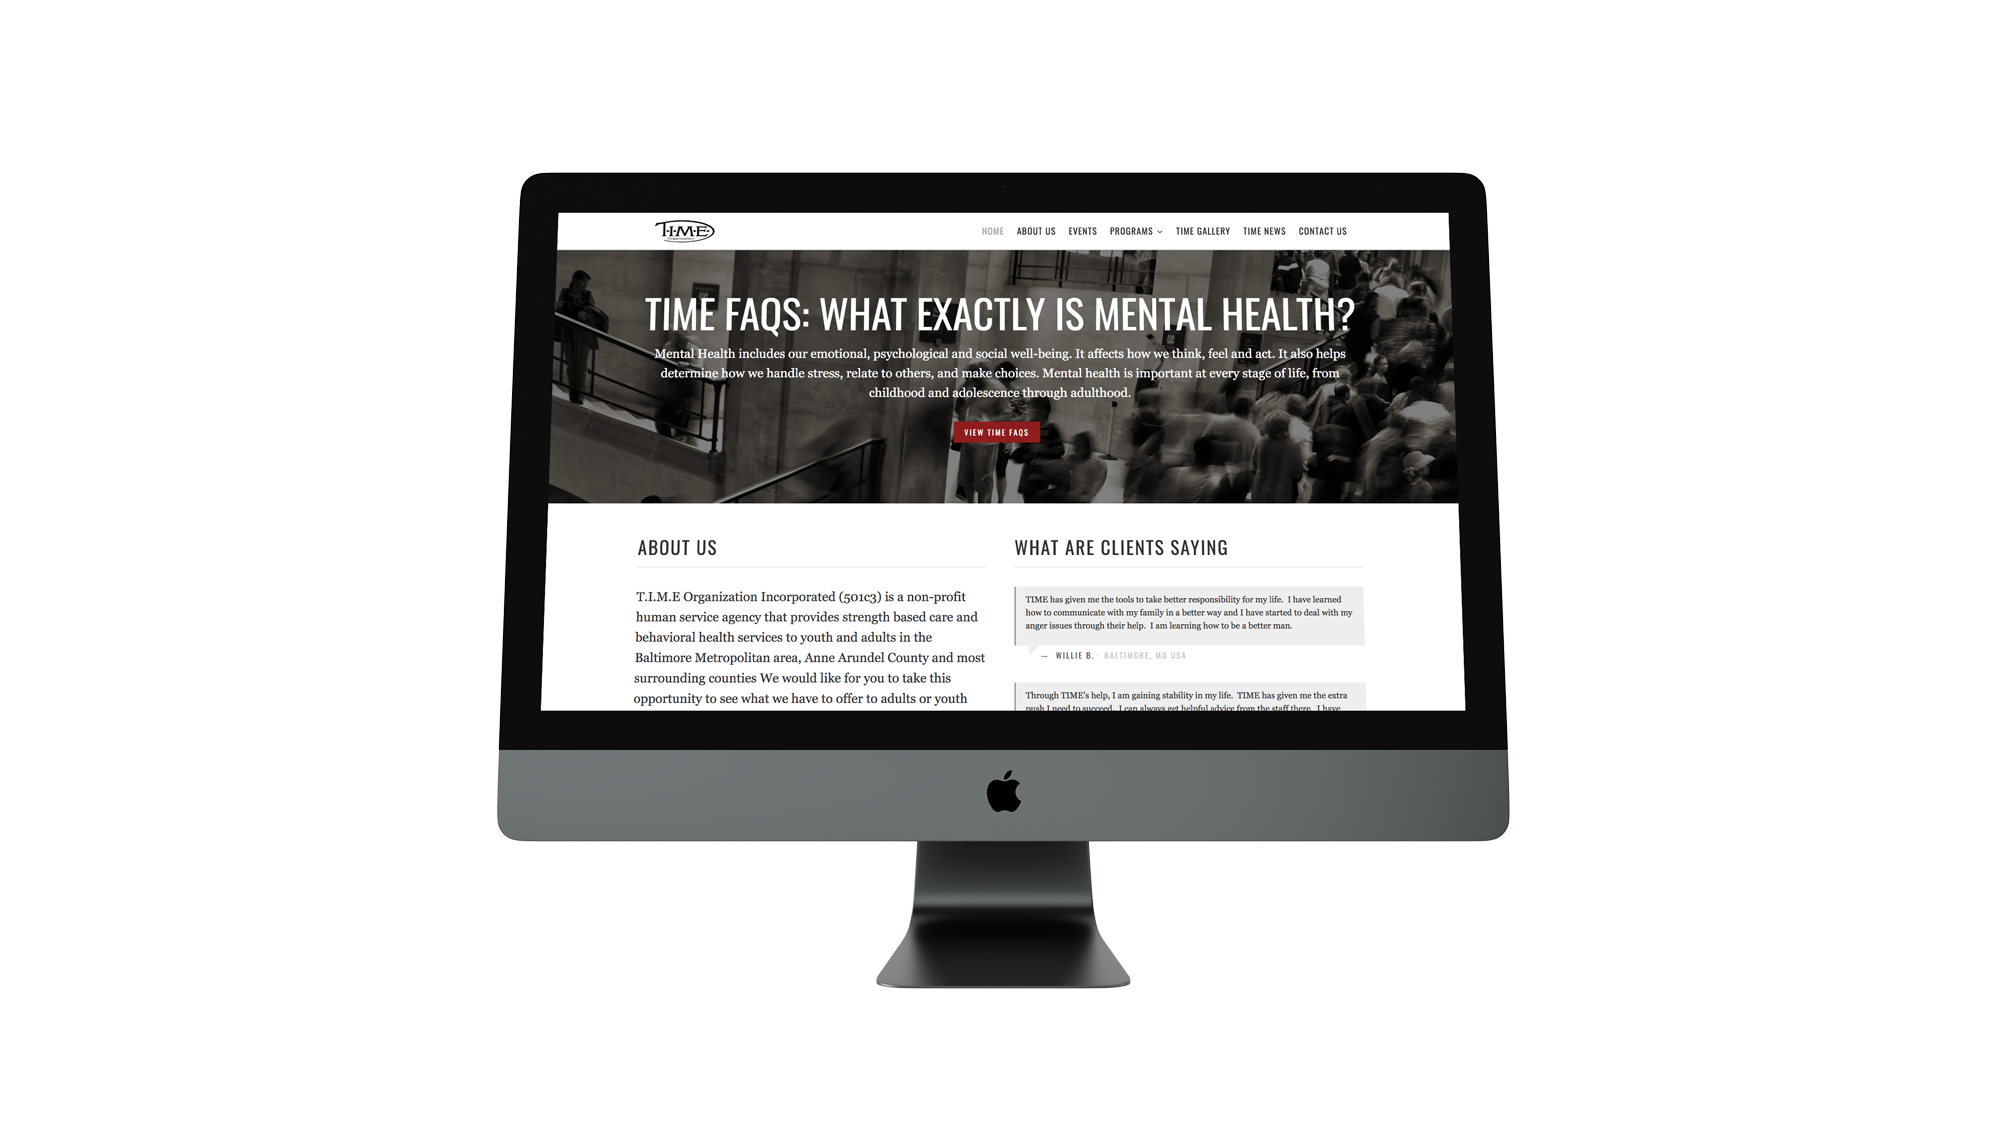 T.I.M.E.
Organization
HOME ABOUT US EVENTS PROGRAMS TIME GALLERY TIME NEWS CONTACT US
TIME FAQS: WHAT EXACTLY IS MENTAL HEALTH?
Mental Health includes our emotional, psychological and social well-being. It affects how we think, feel and act. It also helps
determine how we handle stress, relate to others, and make choices. Mental health is important at every stage of life, from
childhood and adolescence through adulthood.
VIEW TIME FAQS
ABOUT US
T.I.M.E Organization Incorporated (501c3) is a non-profit
human service agency that provides strength based care and
behavioral health services to youth and adults in the
Baltimore Metropolitan area, Anne Arundel County and most
surrounding counties We would like for you to take this
opportunity to see what we have to offer to adults or youth
WHAT ARE CLIENTS SAYING
TIME has given me the tools to take better responsibility for my life. I have learned
how to communicate with my family in a better way and I have started to deal with my
anger issues through their help. I am learning how to be a better man.
— WILLIE B. - BALTIMORE, MD USA
Through TIME's help, I am gaining stability in my life. TIME has given me the extra
push I need to succeed. I can always get helpful advice from the staff there. I have